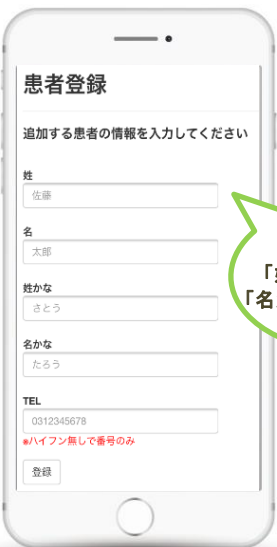 患者登録
追加する患者の情報を入力してください
姓
佐藤
名
太郎
姓かな
さとう
名かな
たろう
TEL
0312345678
※ハイフン無しで番号のみ
登録
「名